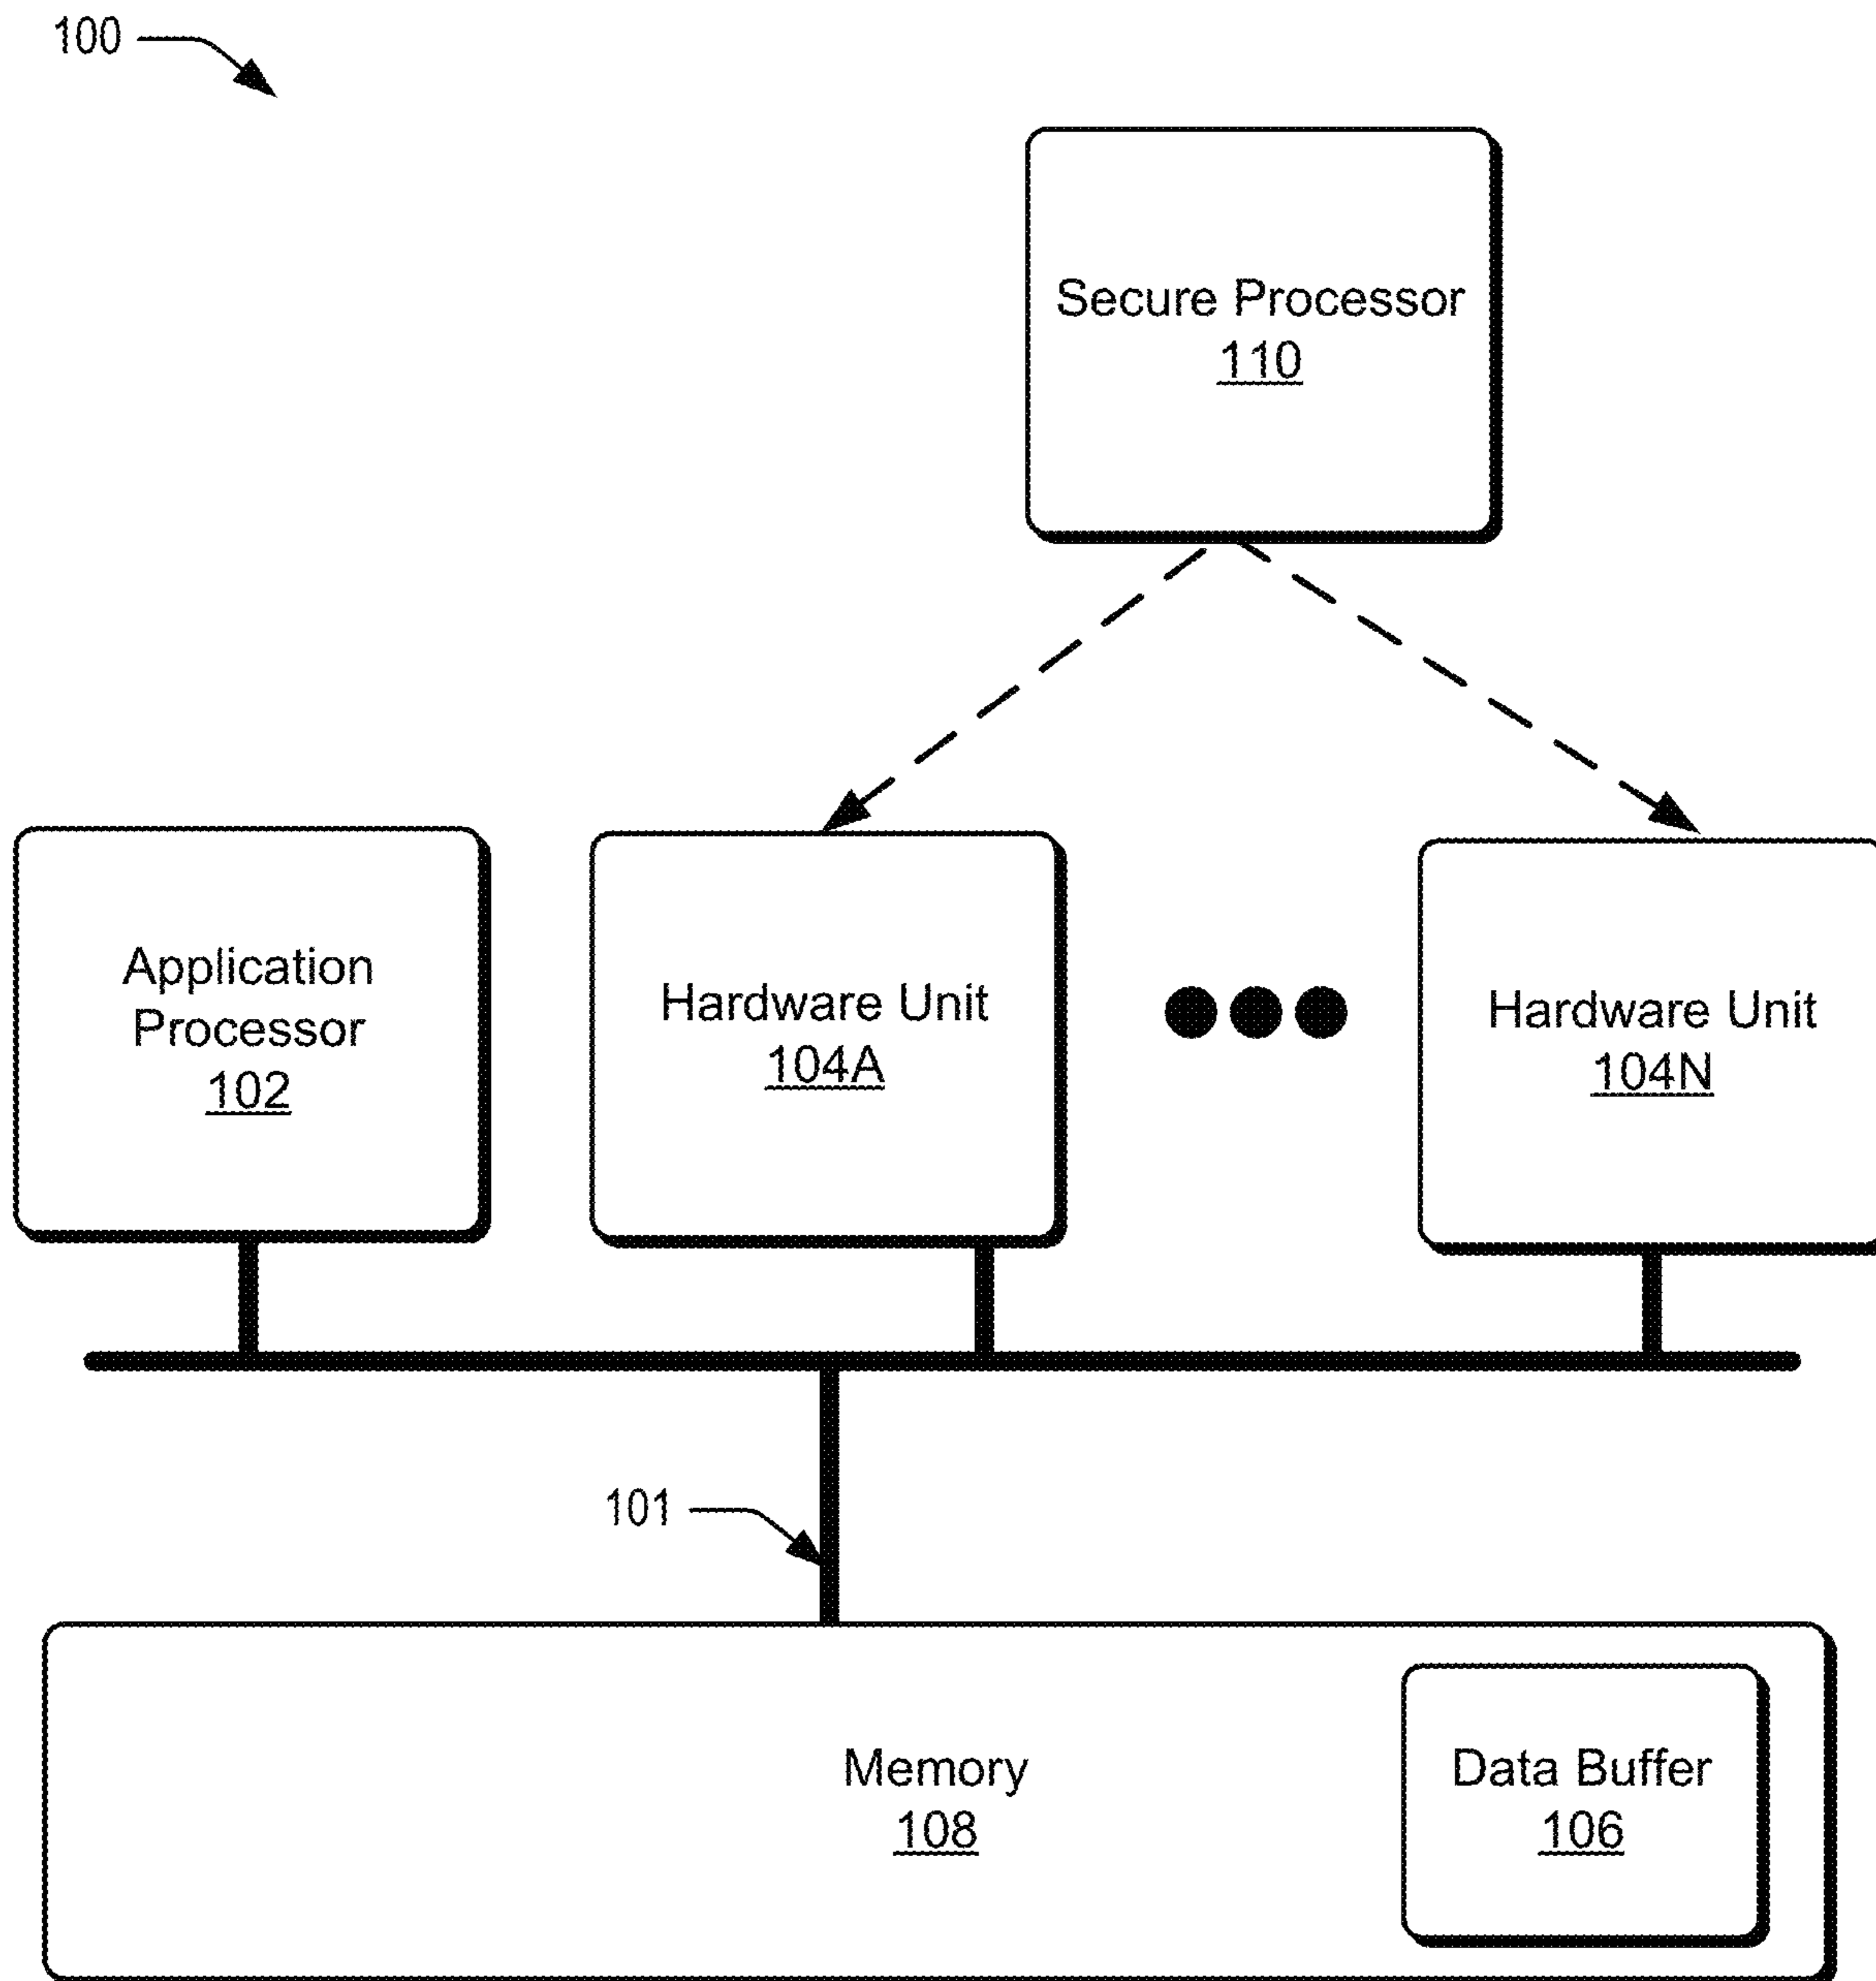 100
Secure Processor
110
Application
Processor
102
Hardware Unit
104A
Hardware Unit
104N
101
Memory
108
Data Buffer
106